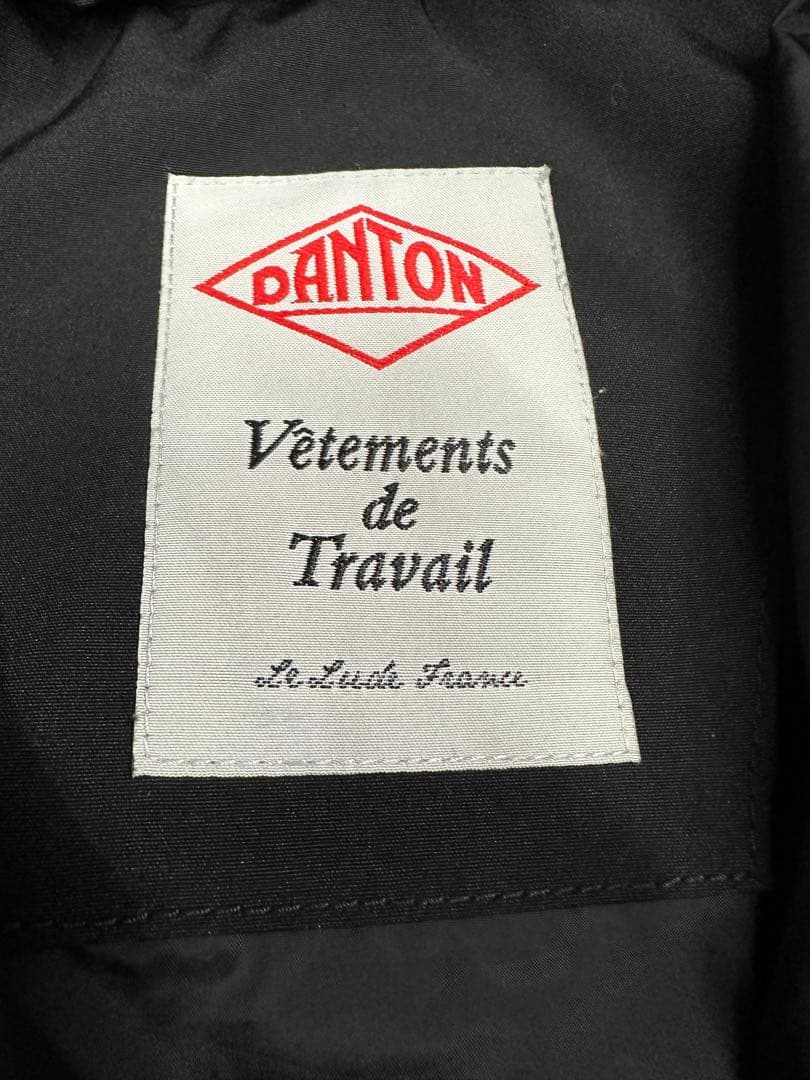 DANTON
Vêtements
de
Travail
Le Lude France